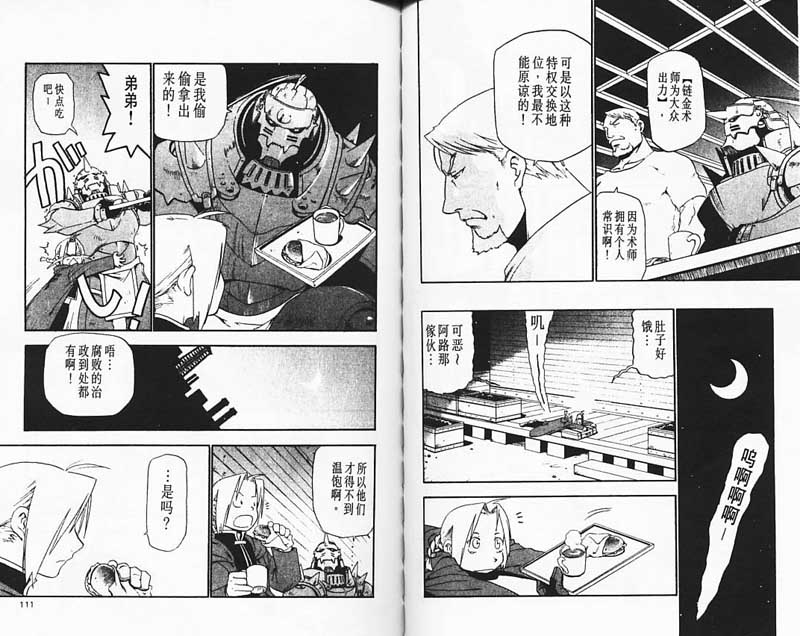 【链金术
师为大众
出力】，
因为术师
拥有个人
常识啊！
可是以这种
特权交换地
位，我最不
能原谅的！
呜啊啊啊－
肚子好
饿…
叽－
可恶～
阿路那
傢伙…
是我偷
偷拿出
来的！
弟弟！
快点吃
吧－
唔…
腐败的治
政到处都
有啊！
所以他们
才得不到
温饱啊。
…是吗？
111